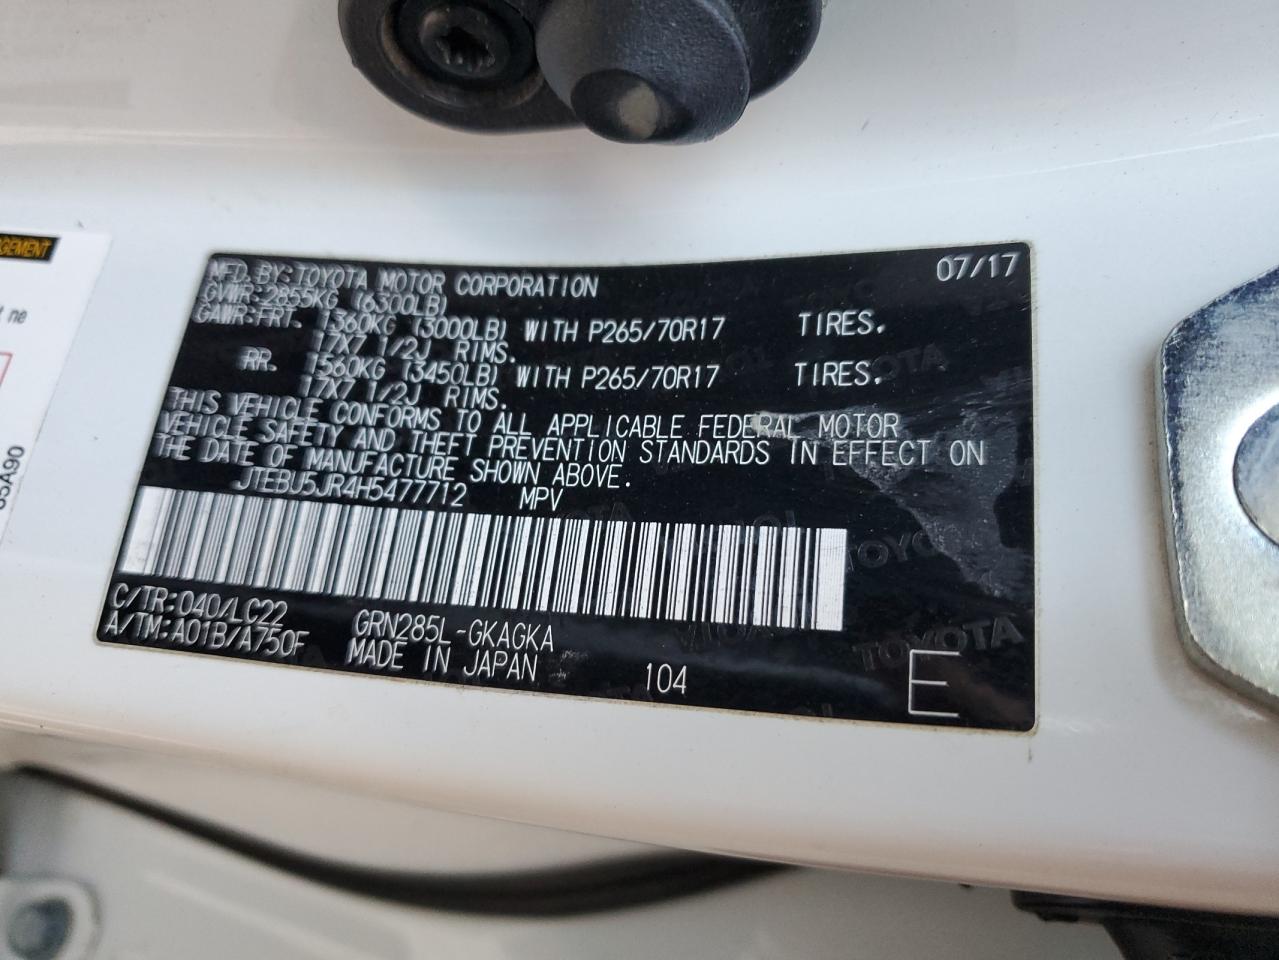 MFD. BY: TOYOTA MOTOR CORPORATION 07/17
GVWR: 2855KG (6300LB)
GAWR: FRT. 1360KG (3000LB) WITH P265/70R17 TIRES.
17X7 1/2J RIMS.
RR. 1560KG (3450LB) WITH P265/70R17 TIRES.
17X7 1/2J RIMS.
THIS VEHICLE CONFORMS TO ALL APPLICABLE FEDERAL MOTOR
VEHICLE SAFETY AND THEFT PREVENTION STANDARDS IN EFFECT ON
THE DATE OF MANUFACTURE SHOWN ABOVE.
JTEBU5JR4H5477712 MPV
C/TR: 040/LC22 GRN285L-GKAGKA
A/TM: A01B/A750F MADE IN JAPAN 104 E
TOYOTA
TOYOTA
ne